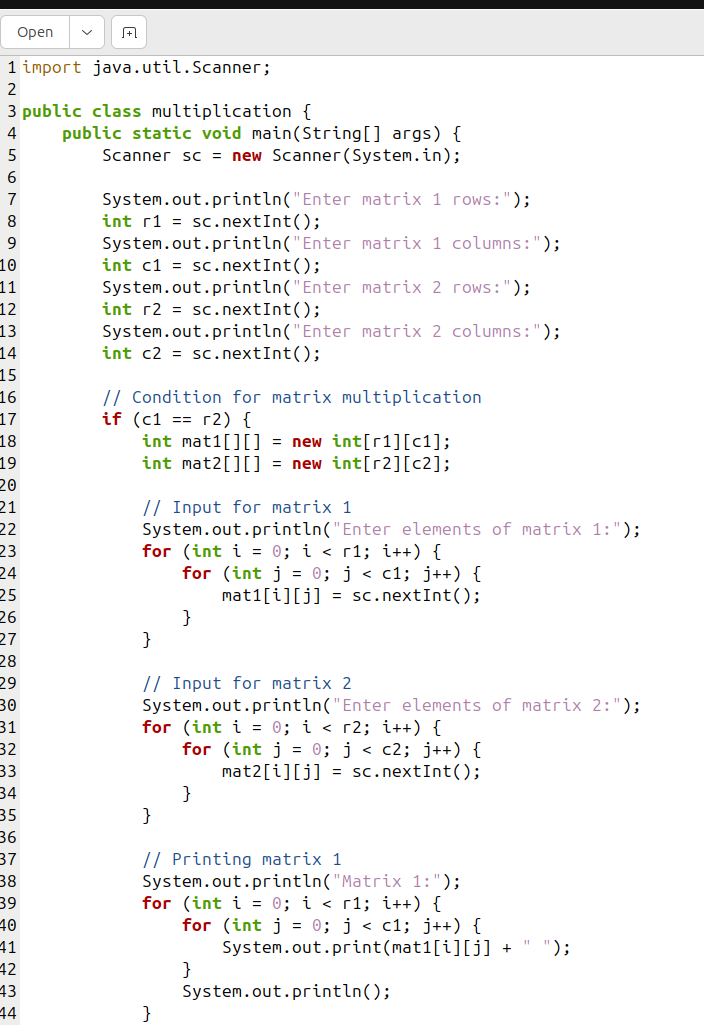 Open
1 import java.util.Scanner;
2
3 public class multiplication {
4     public static void main(String[] args) {
5         Scanner sc = new Scanner(System.in);
6
7         System.out.println("Enter matrix 1 rows:");
8         int r1 = sc.nextInt();
9         System.out.println("Enter matrix 1 columns:");
10         int c1 = sc.nextInt();
11         System.out.println("Enter matrix 2 rows:");
12         int r2 = sc.nextInt();
13         System.out.println("Enter matrix 2 columns:");
14         int c2 = sc.nextInt();
15
16         // Condition for matrix multiplication
17         if (c1 == r2) {
18             int mat1[][] = new int[r1][c1];
19             int mat2[][] = new int[r2][c2];
20
21             // Input for matrix 1
22             System.out.println("Enter elements of matrix 1:");
23             for (int i = 0; i < r1; i++) {
24                 for (int j = 0; j < c1; j++) {
25                     mat1[i][j] = sc.nextInt();
26                 }
27             }
28
29             // Input for matrix 2
30             System.out.println("Enter elements of matrix 2:");
31             for (int i = 0; i < r2; i++) {
32                 for (int j = 0; j < c2; j++) {
33                     mat2[i][j] = sc.nextInt();
34                 }
35             }
36
37             // Printing matrix 1
38             System.out.println("Matrix 1:");
39             for (int i = 0; i < r1; i++) {
40                 for (int j = 0; j < c1; j++) {
41                     System.out.print(mat1[i][j] + " ");
42                 }
43                 System.out.println();
44             }